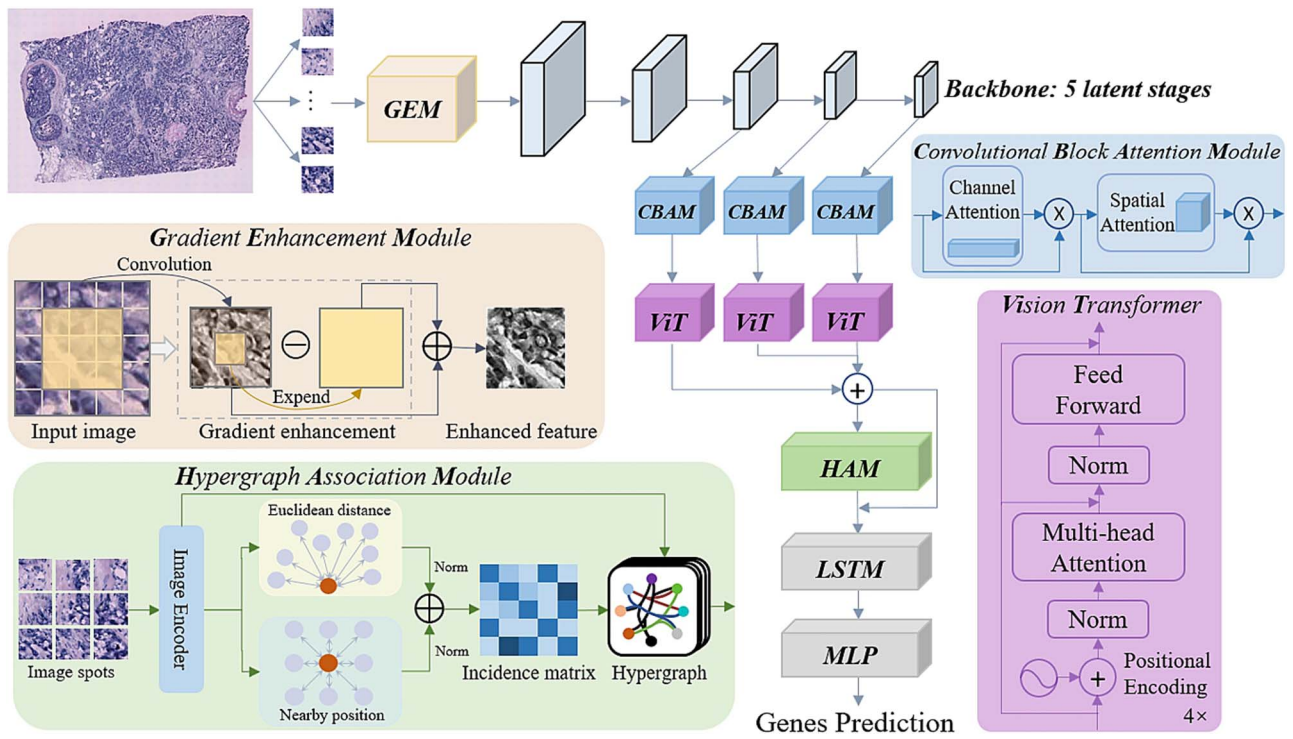 GEM
Backbone: 5 latent stages
CBAM
CBAM
CBAM
ViT
ViT
ViT
HAM
LSTM
MLP
Genes Prediction
Convolutional Block Attention Module
Channel
Attention
X
Spatial
Attention
X
Gradient Enhancement Module
Convolution
Expend
Input image
Gradient enhancement
Enhanced feature
Hypergraph Association Module
Image Encoder
Euclidean distance
Nearby position
Norm
Norm
Image spots
Incidence matrix
Hypergraph
Vision Transformer
Feed
Forward
Norm
Multi-head
Attention
Norm
Positional
Encoding
4×